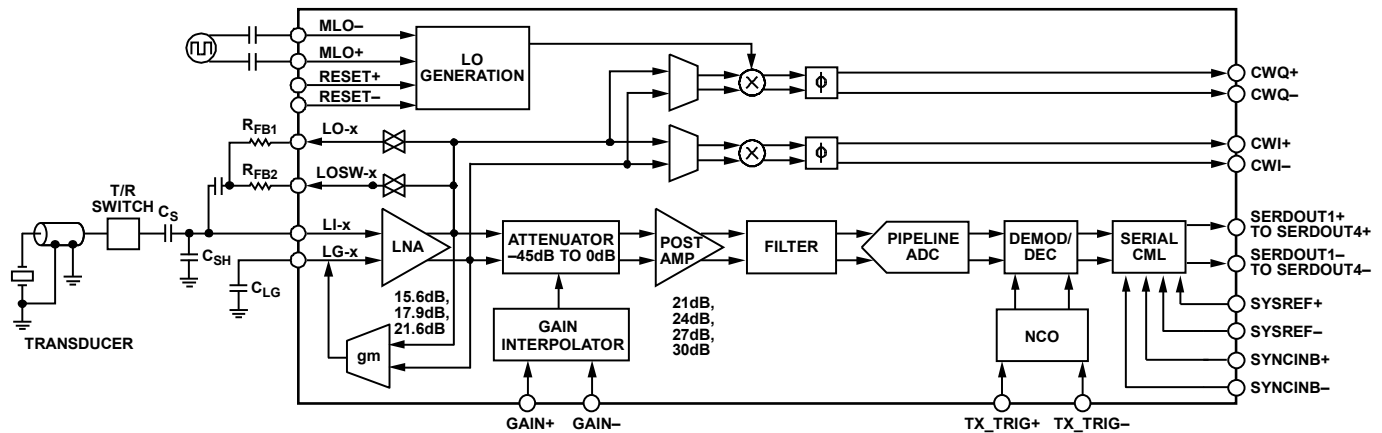 MLO–
MLO+
RESET+
RESET–
LO
GENERATION
CWQ+
CWQ–
CWI+
CWI–
Φ
Φ
RFB1
LO-x
RFB2
LOSW-x
T/R
SWITCH
CS
LI-x
LG-x
CSH
CLG
TRANSDUCER
LNA
15.6dB,
17.9dB,
21.6dB
gm
ATTENUATOR
–45dB TO 0dB
GAIN
INTERPOLATOR
GAIN+
GAIN–
POST
AMP
21dB,
24dB,
27dB,
30dB
FILTER
PIPELINE
ADC
DEMOD/
DEC
NCO
TX_TRIG+
TX_TRIG–
SERIAL
CML
SERDOUT1+
TO SERDOUT4+
SERDOUT1–
TO SERDOUT4–
SYSREF+
SYSREF–
SYNCINB+
SYNCINB–